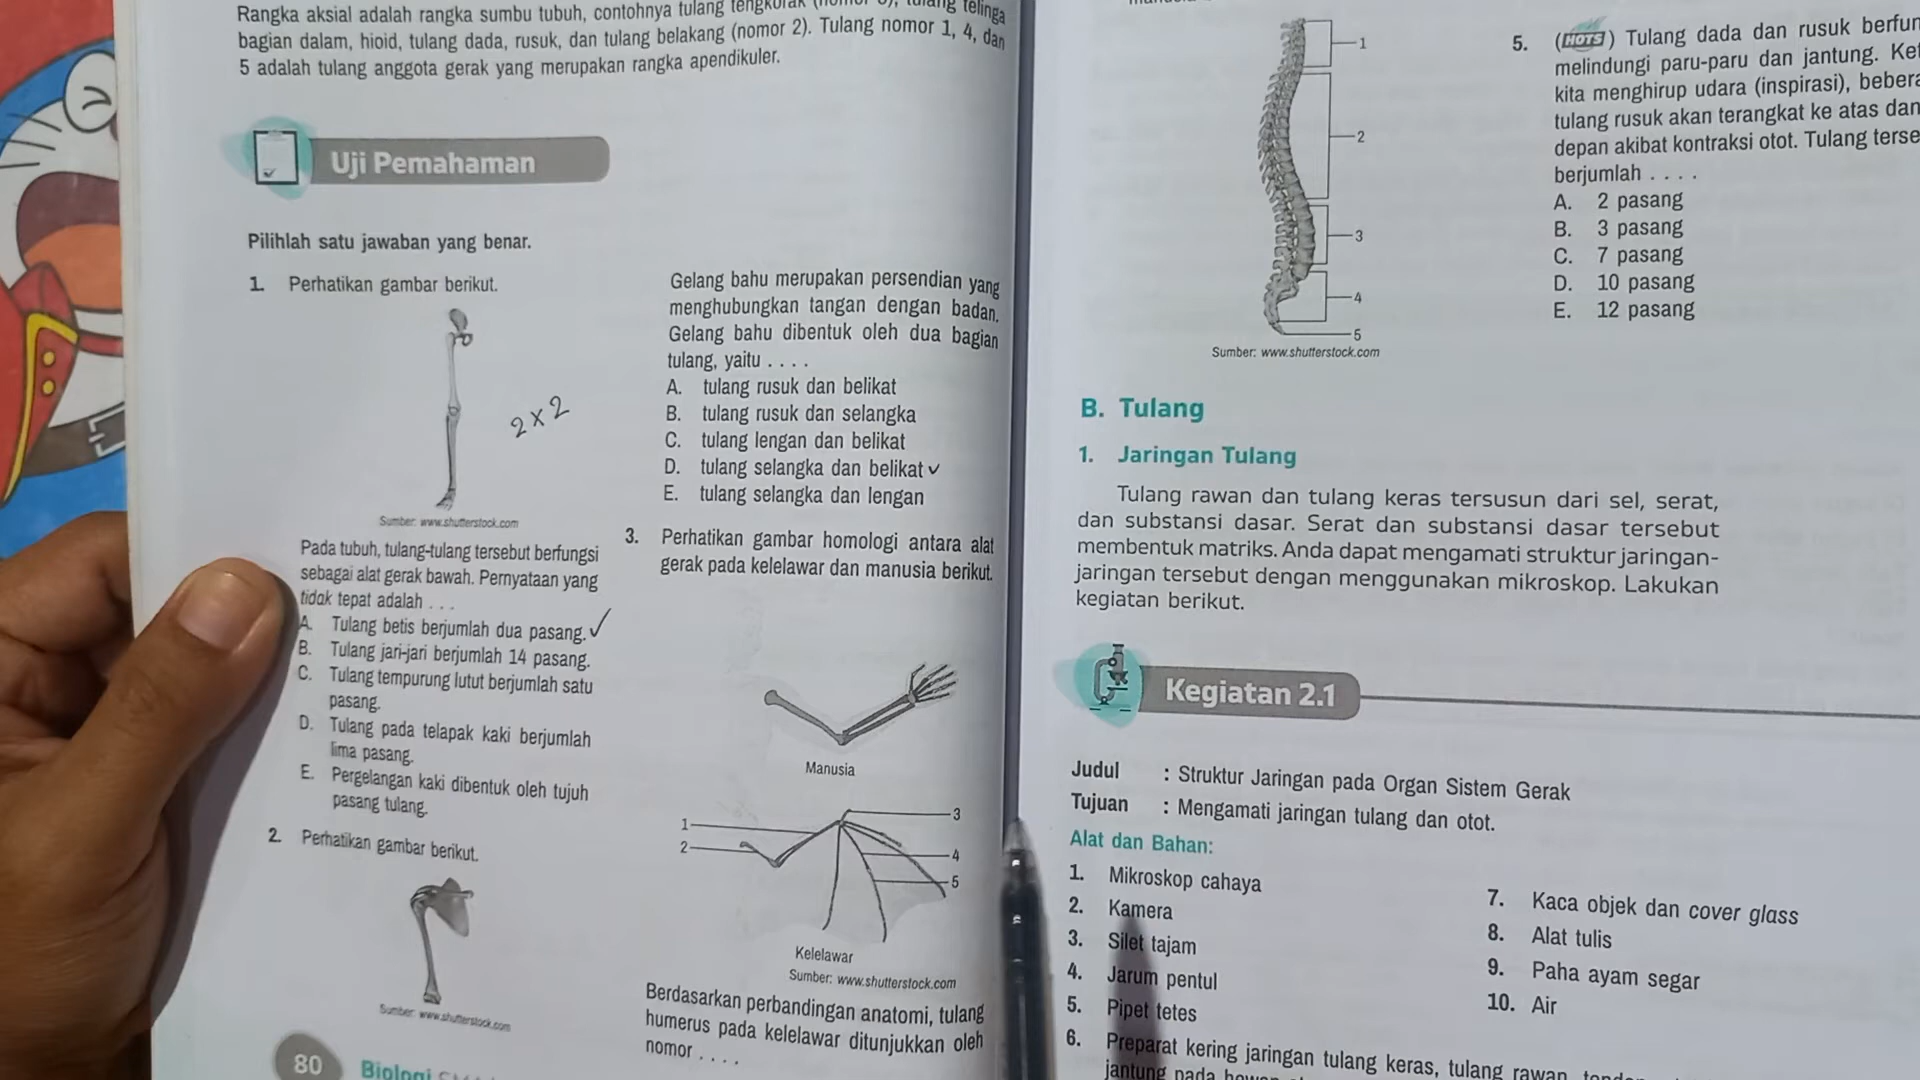 Rangka aksial adalah rangka sumbu tubuh, contohnya tulang tengkorak tulang telinga
bagian dalam, hioid, tulang dada, rusuk, dan tulang belakang (nomor 2). Tulang nomor 1, 4, dan
5 adalah tulang anggota gerak yang merupakan rangka apendikuler.
Uji Pemahaman
Pilihlah satu jawaban yang benar.
1. Perhatikan gambar berikut.
2 x 2
Sumber: www.shutterstock.com
Pada tubuh, tulang-tulang tersebut berfungsi
sebagai alat gerak bawah. Pernyataan yang
tidak tepat adalah . . .
A. Tulang betis berjumlah dua pasang. ✓
B. Tulang jari-jari berjumlah 14 pasang.
C. Tulang tempurung lutut berjumlah satu
pasang.
D. Tulang pada telapak kaki berjumlah
lima pasang.
E. Pergelangan kaki dibentuk oleh tujuh
pasang tulang.
2. Perhatikan gambar berikut.
Sumber: www.shutterstock.com
80 Biologi
Gelang bahu merupakan persendian yang
menghubungkan tangan dengan badan.
Gelang bahu dibentuk oleh dua bagian
tulang, yaitu . . . .
A. tulang rusuk dan belikat
B. tulang rusuk dan selangka
C. tulang lengan dan belikat
D. tulang selangka dan belikat ✓
E. tulang selangka dan lengan
3. Perhatikan gambar homologi antara alat
gerak pada kelelawar dan manusia berikut.
Manusia
1
2
3
4
5
Kelelawar
Sumber: www.shutterstock.com
Berdasarkan perbandingan anatomi, tulang
humerus pada kelelawar ditunjukkan oleh
nomor . . . .
1
2
3
4
5
Sumber: www.shutterstock.com
5. (HOTS) Tulang dada dan rusuk
melindungi paru-paru dan jantung.
kita menghirup udara (inspirasi),
tulang rusuk akan terangkat ke atas dan
depan akibat kontraksi otot. Tulang
berjumlah . . . .
A. 2 pasang
B. 3 pasang
C. 7 pasang
D. 10 pasang
E. 12 pasang
B. Tulang
1. Jaringan Tulang
Tulang rawan dan tulang keras tersusun dari sel, serat,
dan substansi dasar. Serat dan substansi dasar tersebut
membentuk matriks. Anda dapat mengamati struktur jaringan-
jaringan tersebut dengan menggunakan mikroskop. Lakukan
kegiatan berikut.
Kegiatan 2.1
Judul : Struktur Jaringan pada Organ Sistem Gerak
Tujuan : Mengamati jaringan tulang dan otot.
Alat dan Bahan:
1. Mikroskop cahaya
2. Kamera
3. Silet tajam
4. Jarum pentul
5. Pipet tetes
6. Preparat kering jaringan tulang keras, tulang rawan,
jantung pada
7. Kaca objek dan cover glass
8. Alat tulis
9. Paha ayam segar
10. Air